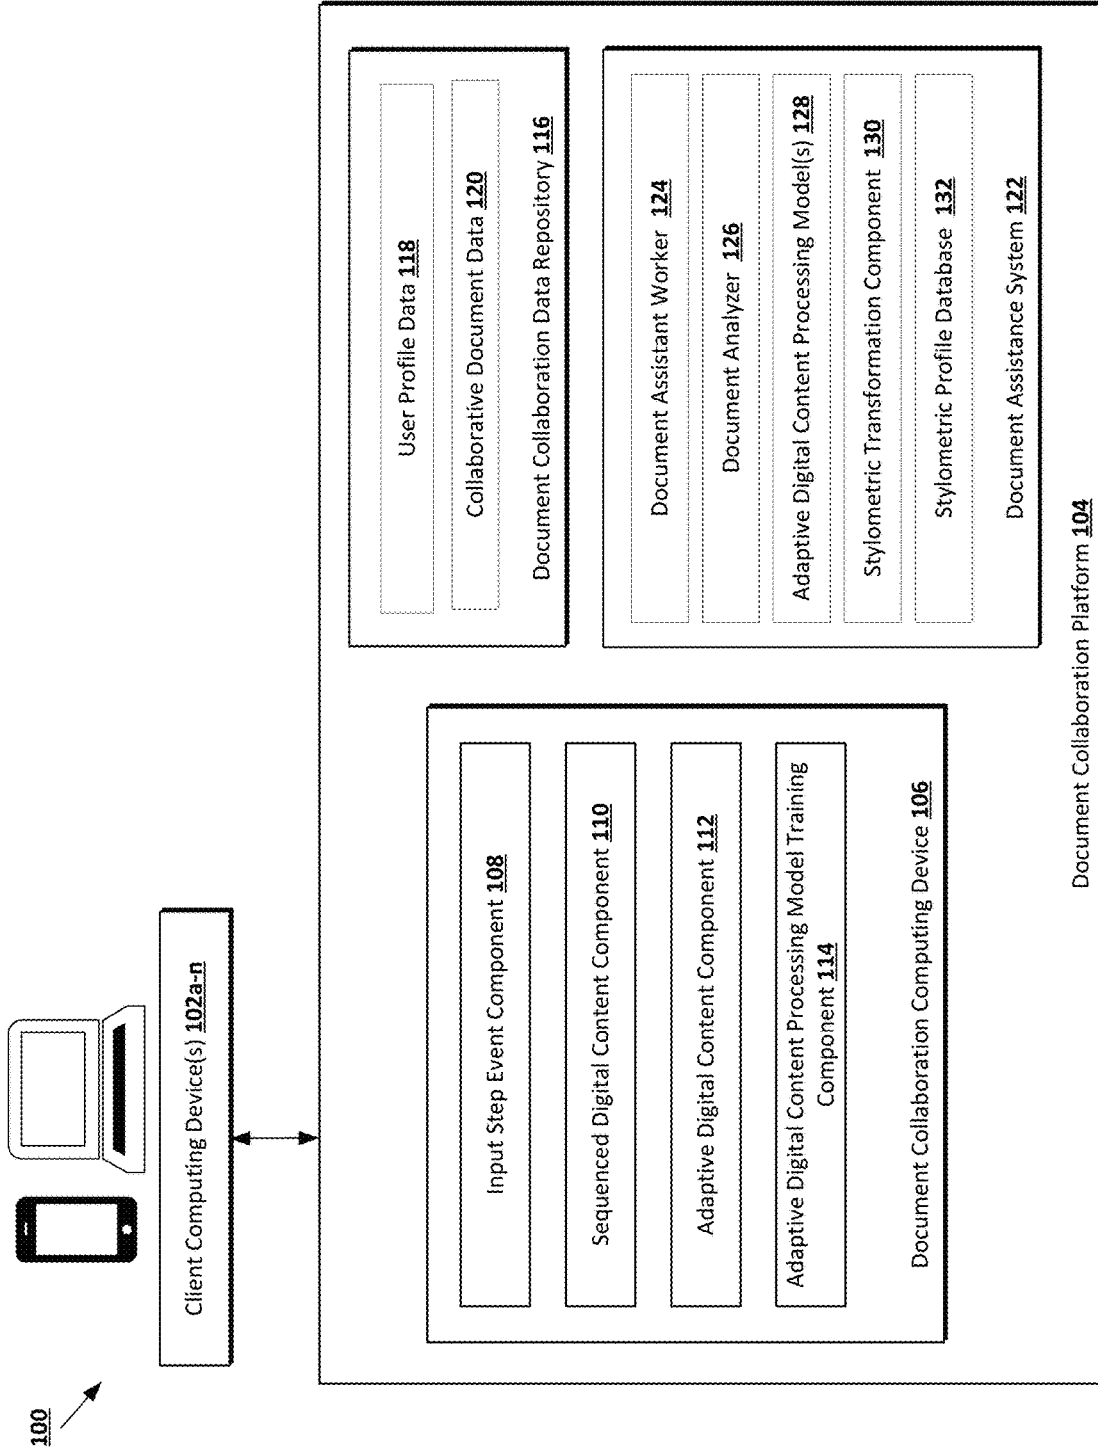 100
Client Computing Device(s) 102a-n
Input Step Event Component 108
Sequenced Digital Content Component 110
Adaptive Digital Content Component 112
Adaptive Digital Content Processing Model Training
Component 114
Document Collaboration Computing Device 106
User Profile Data 118
Collaborative Document Data 120
Document Collaboration Data Repository 116
Document Assistant Worker 124
Document Analyzer 126
Adaptive Digital Content Processing Model(s) 128
Stylometric Transformation Component 130
Stylometric Profile Database 132
Document Assistance System 122
Document Collaboration Platform 104